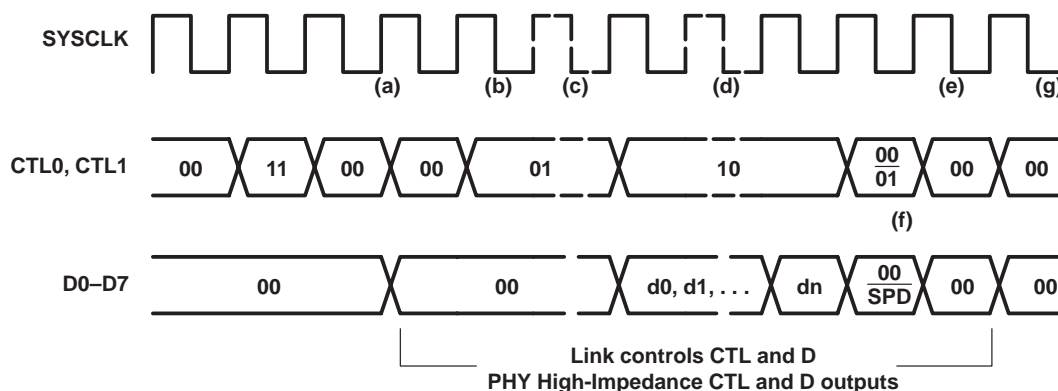 SYSCLK
(a) (b) (c) (d) (e) (g)
CTL0, CTL1 00 11 00 00 01 10 00 00 00
01
(f)
D0–D7 00 00 d0, d1, . . . dn 00 00 00
SPD
Link controls CTL and D
PHY High-Impedance CTL and D outputs